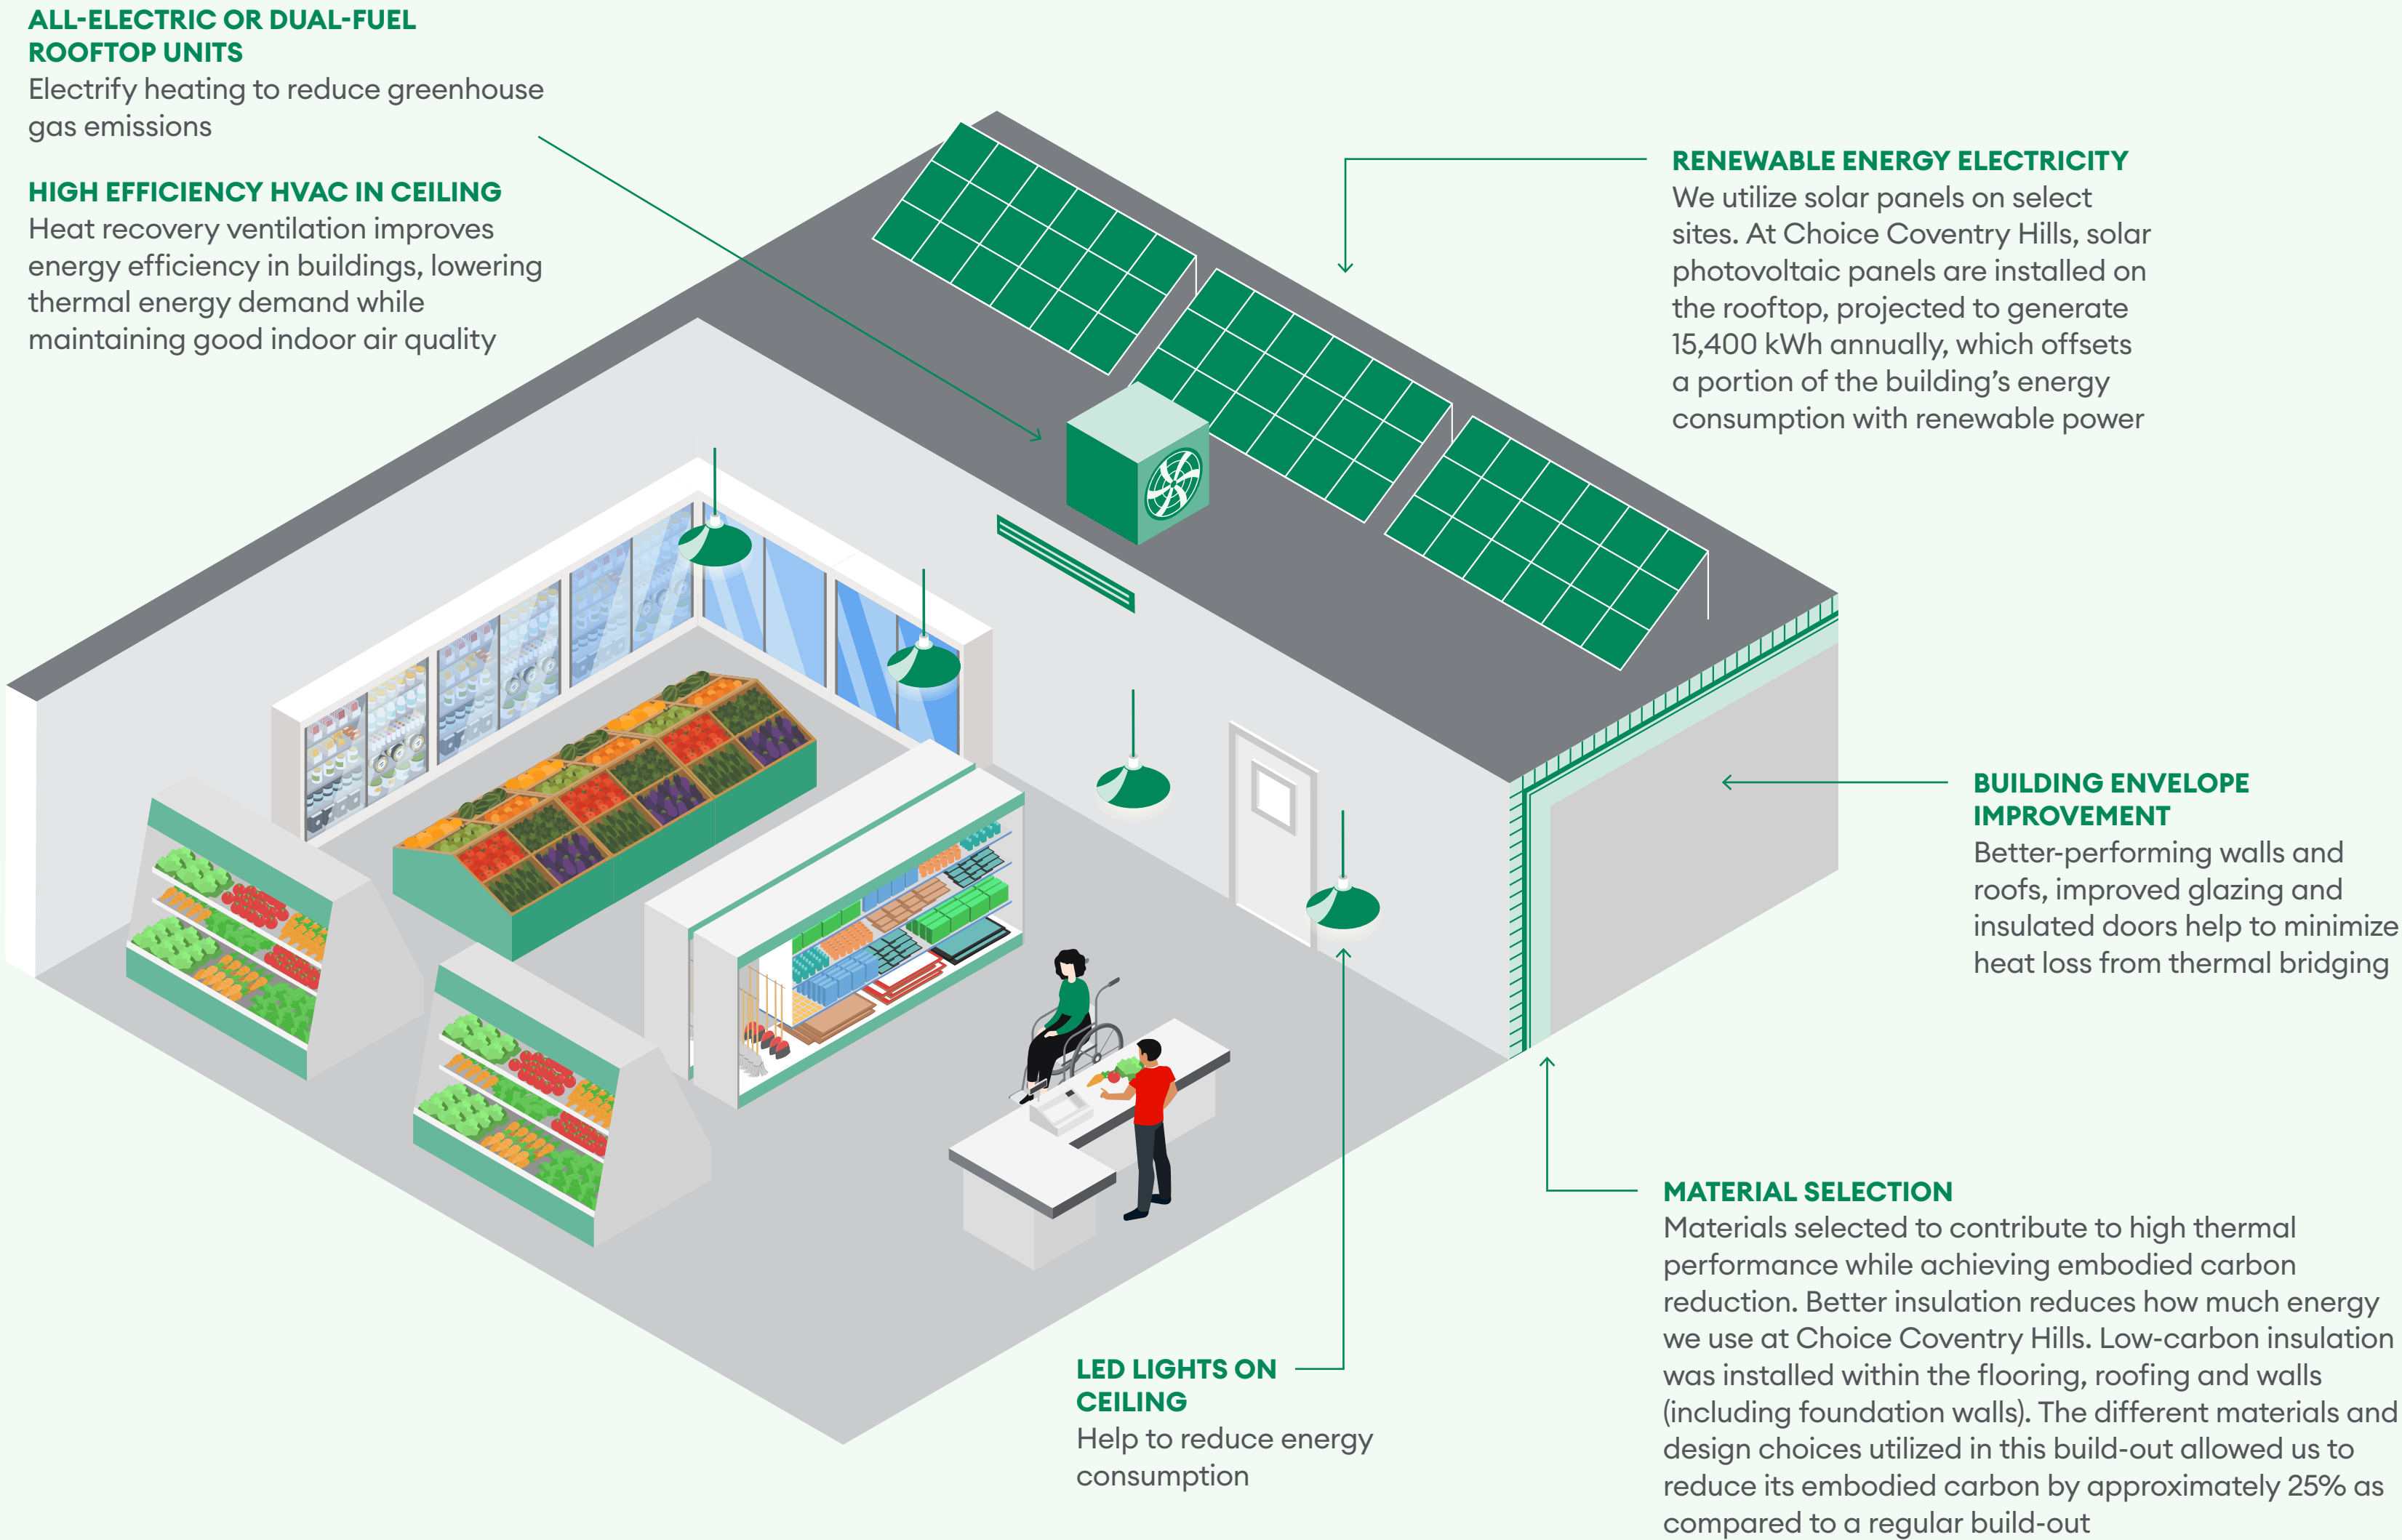 ALL-ELECTRIC OR DUAL-FUEL
ROOFTOP UNITS
Electrify heating to reduce greenhouse
gas emissions
HIGH EFFICIENCY HVAC IN CEILING
Heat recovery ventilation improves
energy efficiency in buildings, lowering
thermal energy demand while
maintaining good indoor air quality
RENEWABLE ENERGY ELECTRICITY
We utilize solar panels on select
sites. At Choice Coventry Hills, solar
photovoltaic panels are installed on
the rooftop, projected to generate
15,400 kWh annually, which offsets
a portion of the building’s energy
consumption with renewable power
BUILDING ENVELOPE
IMPROVEMENT
Better-performing walls and
roofs, improved glazing and
insulated doors help to minimize
heat loss from thermal bridging
MATERIAL SELECTION
Materials selected to contribute to high thermal
performance while achieving embodied carbon
reduction. Better insulation reduces how much energy
we use at Choice Coventry Hills. Low-carbon insulation
was installed within the flooring, roofing and walls
(including foundation walls). The different materials and
design choices utilized in this build-out allowed us to
reduce its embodied carbon by approximately 25% as
compared to a regular build-out
LED LIGHTS ON
CEILING
Help to reduce energy
consumption